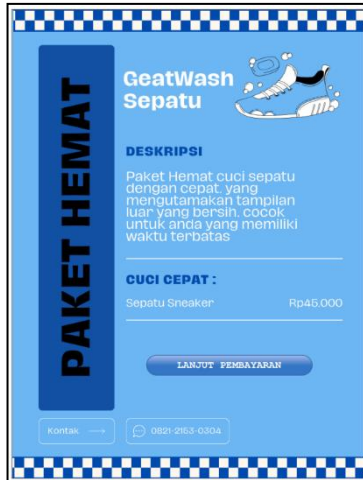 PAKET HEMAT
GeatWash
Sepatu
DESKRIPSI
Paket Hemat cuci sepatu
dengan cepat. yang
mengutamakan tampilan
luar yang bersih. cocok
untuk anda yang memiliki
waktu terbatas
CUCI CEPAT :
Sepatu Sneaker Rp45.000
LANJUT PEMBAYARAN
Kontak 0821-2163-0304